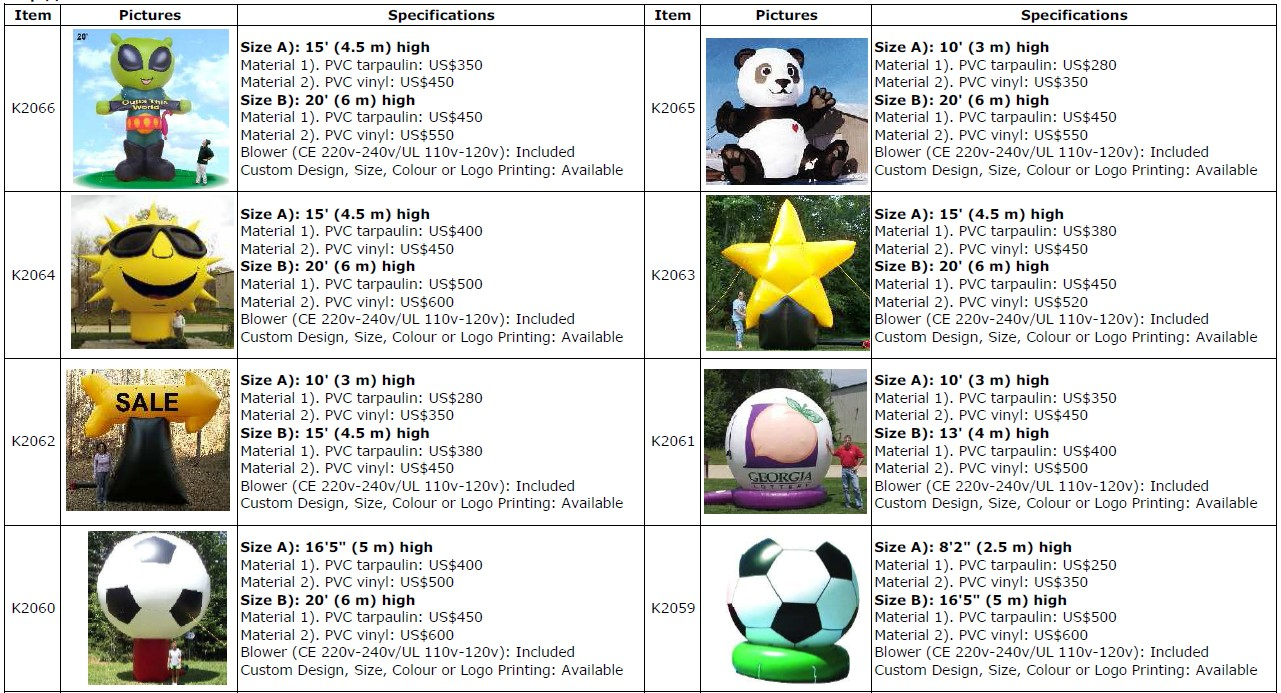 Item Pictures Specifications Item Pictures Specifications
K2066
20'
Outta This
World
Size A): 15' (4.5 m) high
Material 1). PVC tarpaulin: US$350
Material 2). PVC vinyl: US$450
Size B): 20' (6 m) high
Material 1). PVC tarpaulin: US$450
Material 2). PVC vinyl: US$550
Blower (CE 220v-240v/UL 110v-120v): Included
Custom Design, Size, Colour or Logo Printing: Available
K2065
Size A): 10' (3 m) high
Material 1). PVC tarpaulin: US$280
Material 2). PVC vinyl: US$350
Size B): 20' (6 m) high
Material 1). PVC tarpaulin: US$450
Material 2). PVC vinyl: US$550
Blower (CE 220v-240v/UL 110v-120v): Included
Custom Design, Size, Colour or Logo Printing: Available
K2064
Size A): 15' (4.5 m) high
Material 1). PVC tarpaulin: US$400
Material 2). PVC vinyl: US$450
Size B): 20' (6 m) high
Material 1). PVC tarpaulin: US$500
Material 2). PVC vinyl: US$600
Blower (CE 220v-240v/UL 110v-120v): Included
Custom Design, Size, Colour or Logo Printing: Available
K2063
Size A): 15' (4.5 m) high
Material 1). PVC tarpaulin: US$380
Material 2). PVC vinyl: US$450
Size B): 20' (6 m) high
Material 1). PVC tarpaulin: US$450
Material 2). PVC vinyl: US$520
Blower (CE 220v-240v/UL 110v-120v): Included
Custom Design, Size, Colour or Logo Printing: Available
K2062
SALE
Size A): 10' (3 m) high
Material 1). PVC tarpaulin: US$280
Material 2). PVC vinyl: US$350
Size B): 15' (4.5 m) high
Material 1). PVC tarpaulin: US$380
Material 2). PVC vinyl: US$450
Blower (CE 220v-240v/UL 110v-120v): Included
Custom Design, Size, Colour or Logo Printing: Available
K2061
GEORGIA
LOTTERY
Size A): 10' (3 m) high
Material 1). PVC tarpaulin: US$350
Material 2). PVC vinyl: US$450
Size B): 13' (4 m) high
Material 1). PVC tarpaulin: US$400
Material 2). PVC vinyl: US$500
Blower (CE 220v-240v/UL 110v-120v): Included
Custom Design, Size, Colour or Logo Printing: Available
K2060
Size A): 16'5" (5 m) high
Material 1). PVC tarpaulin: US$400
Material 2). PVC vinyl: US$500
Size B): 20' (6 m) high
Material 1). PVC tarpaulin: US$450
Material 2). PVC vinyl: US$600
Blower (CE 220v-240v/UL 110v-120v): Included
Custom Design, Size, Colour or Logo Printing: Available
K2059
Size A): 8'2" (2.5 m) high
Material 1). PVC tarpaulin: US$250
Material 2). PVC vinyl: US$350
Size B): 16'5" (5 m) high
Material 1). PVC tarpaulin: US$500
Material 2). PVC vinyl: US$600
Blower (CE 220v-240v/UL 110v-120v): Included
Custom Design, Size, Colour or Logo Printing: Available